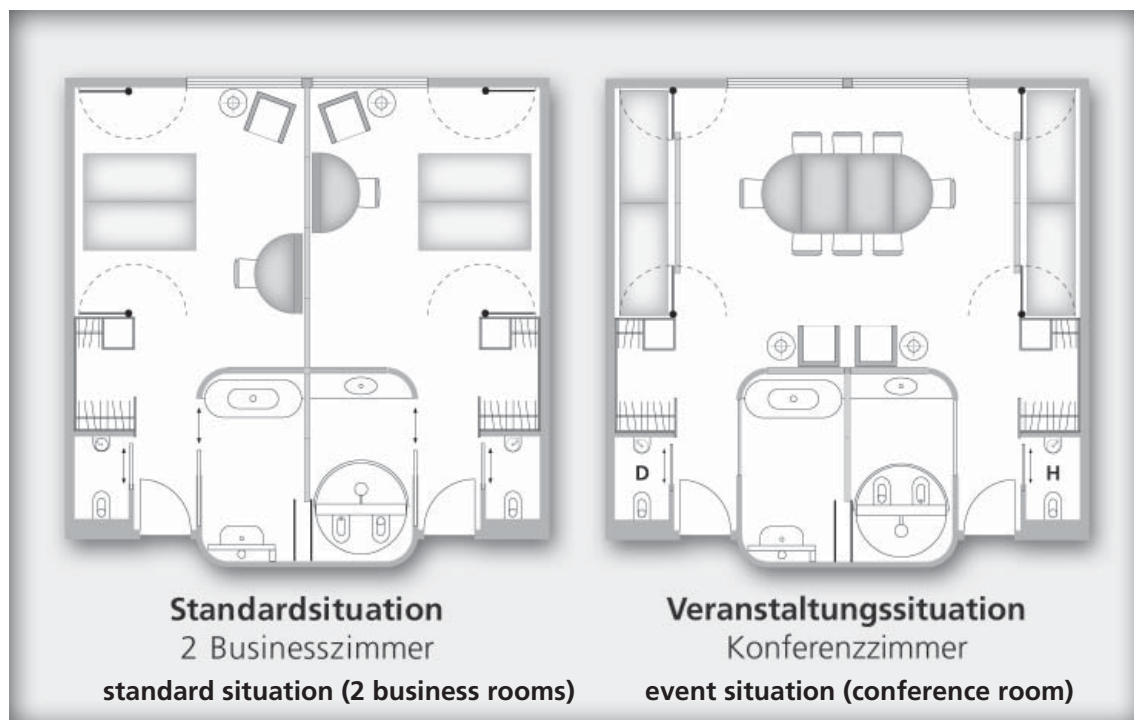 D
H
Standardsituation
2 Businesszimmer
standard situation (2 business rooms)
Veranstaltungssituation
Konferenzzimmer
event situation (conference room)